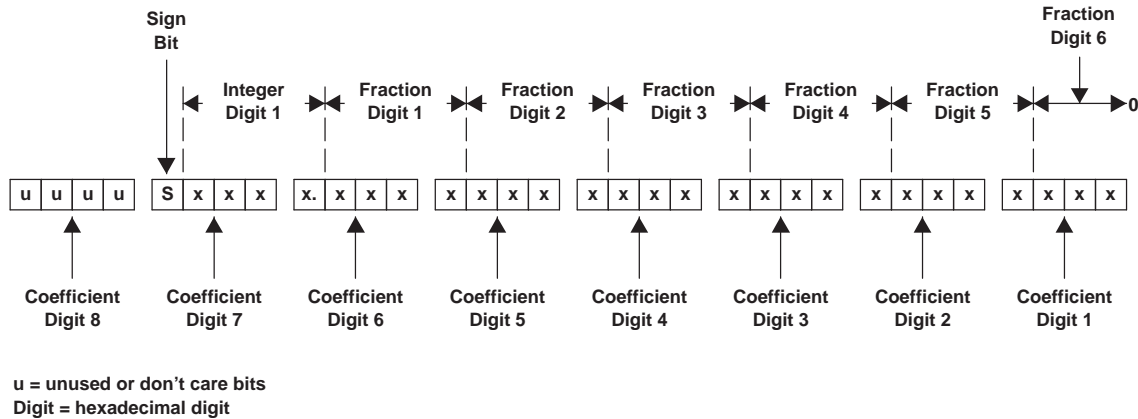 Sign
Bit
Fraction
Digit 6
Integer
Digit 1
Fraction
Digit 1
Fraction
Digit 2
Fraction
Digit 3
Fraction
Digit 4
Fraction
Digit 5
0
u u u u S x x x x. x x x x x x x x x x x x x x x x x x x x x x x
Coefficient
Digit 8
Coefficient
Digit 7
Coefficient
Digit 6
Coefficient
Digit 5
Coefficient
Digit 4
Coefficient
Digit 3
Coefficient
Digit 2
Coefficient
Digit 1
u = unused or don’t care bits
Digit = hexadecimal digit